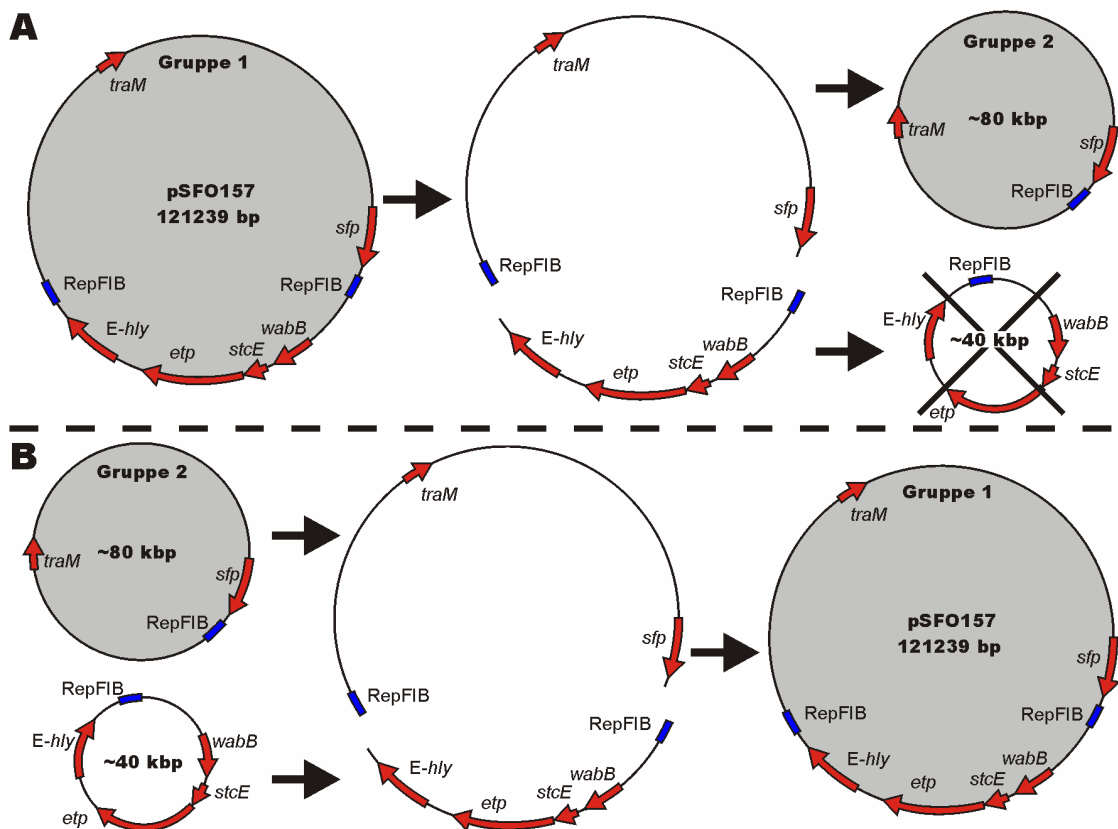 A
Gruppe 1
traM
pSFO157
121239 bp
sfp
RepFIB
RepFIB
E-hly
etp
stcE
wabB
traM
sfp
RepFIB
RepFIB
E-hly
etp
stcE
wabB
Gruppe 2
~80 kbp
traM
sfp
RepFIB
RepFIB
E-hly
~40 kbp
wabB
stcE
etp
B
Gruppe 2
~80 kbp
traM
sfp
RepFIB
RepFIB
E-hly
~40 kbp
wabB
stcE
etp
traM
sfp
RepFIB
RepFIB
E-hly
etp
stcE
wabB
Gruppe 1
traM
pSFO157
121239 bp
sfp
RepFIB
RepFIB
E-hly
etp
stcE
wabB